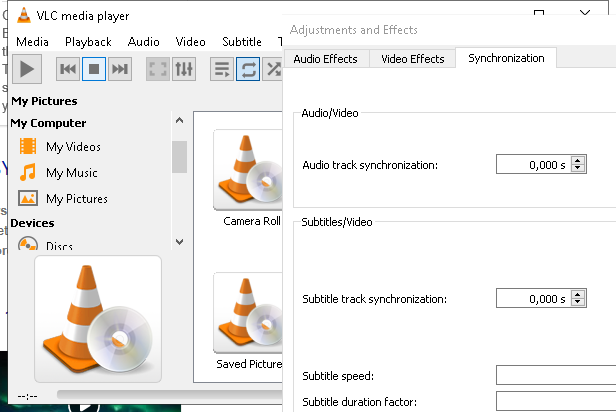 VLC media player
Adjustments and Effects
Media Playback Audio Video Subtitle T
Audio Effects Video Effects Synchronization
My Pictures
My Computer
My Videos
My Music
My Pictures
Devices
Discs
Camera Roll
Saved Picture
--:--
Audio/Video
Audio track synchronization: 0,000 s
Subtitles/Video
Subtitle track synchronization: 0,000 s
Subtitle speed:
Subtitle duration factor: